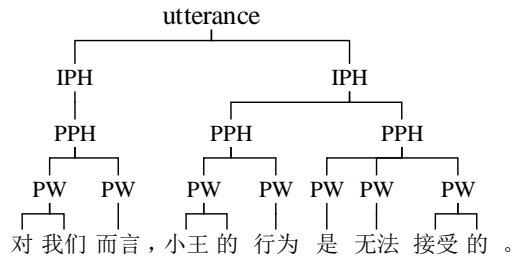 utterance
IPH IPH
PPH PPH PPH
PW PW PW PW PW PW PW
对 我们 而言 , 小王 的 行为 是 无法 接受 的 。